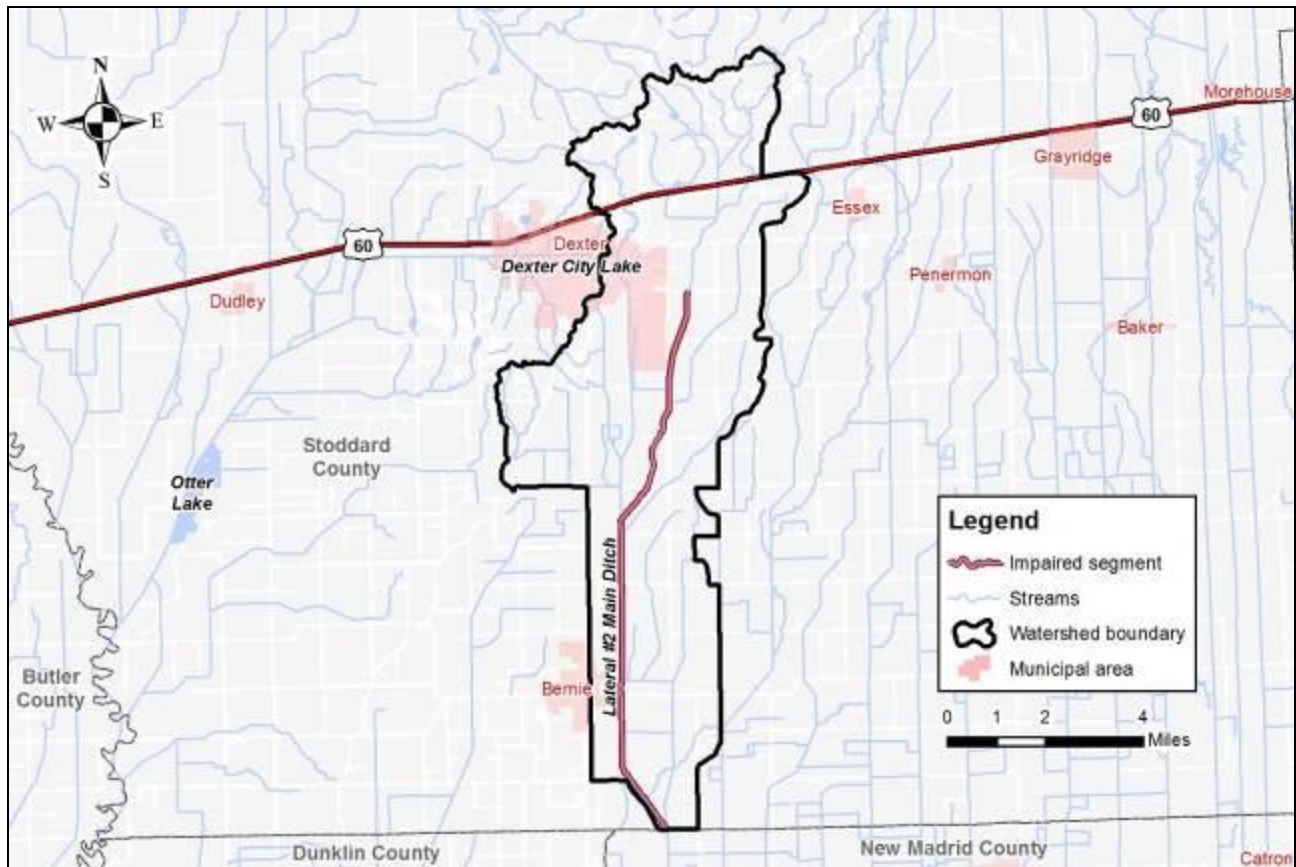 N
W
E
S
Morehouse
60
Grayridge
Essex
60
Dexter
Dexter City Lake
Penermon
Dudley
Baker
Stoddard
County
Otter
Lake
Lateral #2 Main Ditch
Legend
Impaired segment
Streams
Watershed boundary
Municipal area
0 1 2 4
Miles
Butler
County
Bernie
Dunklin County
New Madrid County
Catron